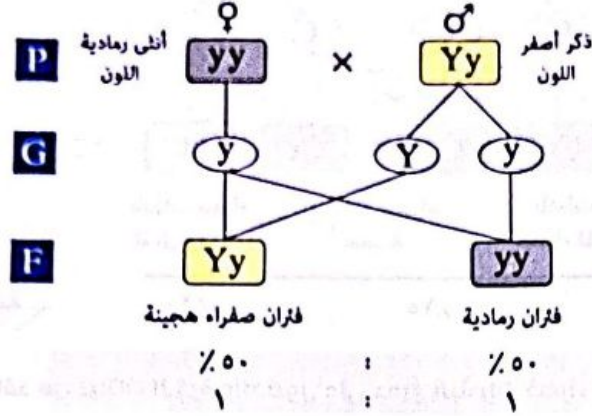 ♀ ♂
P أنثى رمادية اللون yy × Yy ذكر أصفر اللون
G y Y y
F Yy yy
فئران صفراء هجينة فئران رمادية
٪٥٠ : ٪٥٠
١ : ١